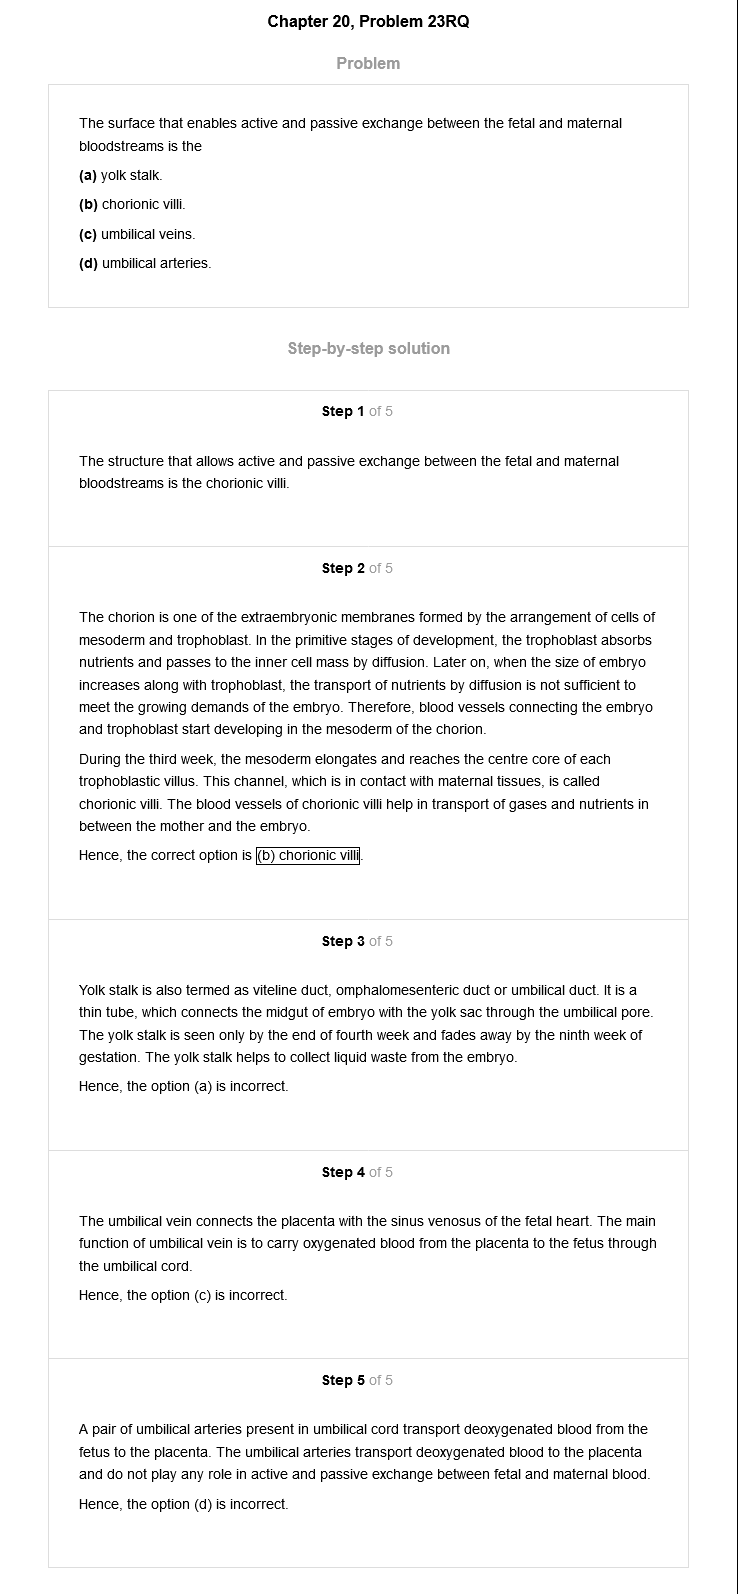 Chapter 20, Problem 23RQ
Problem
The surface that enables active and passive exchange between the fetal and maternal
bloodstreams is the
(a) yolk stalk.
(b) chorionic villi.
(c) umbilical veins.
(d) umbilical arteries.
Step-by-step solution
Step 1 of 5
The structure that allows active and passive exchange between the fetal and maternal
bloodstreams is the chorionic villi.
Step 2 of 5
The chorion is one of the extraembryonic membranes formed by the arrangement of cells of
mesoderm and trophoblast. In the primitive stages of development, the trophoblast absorbs
nutrients and passes to the inner cell mass by diffusion. Later on, when the size of embryo
increases along with trophoblast, the transport of nutrients by diffusion is not sufficient to
meet the growing demands of the embryo. Therefore, blood vessels connecting the embryo
and trophoblast start developing in the mesoderm of the chorion.
During the third week, the mesoderm elongates and reaches the centre core of each
trophoblastic villus. This channel, which is in contact with maternal tissues, is called
chorionic villi. The blood vessels of chorionic villi help in transport of gases and nutrients in
between the mother and the embryo.
Hence, the correct option is (b) chorionic villi.
Step 3 of 5
Yolk stalk is also termed as viteline duct, omphalomesenteric duct or umbilical duct. It is a
thin tube, which connects the midgut of embryo with the yolk sac through the umbilical pore.
The yolk stalk is seen only by the end of fourth week and fades away by the ninth week of
gestation. The yolk stalk helps to collect liquid waste from the embryo.
Hence, the option (a) is incorrect.
Step 4 of 5
The umbilical vein connects the placenta with the sinus venosus of the fetal heart. The main
function of umbilical vein is to carry oxygenated blood from the placenta to the fetus through
the umbilical cord.
Hence, the option (c) is incorrect.
Step 5 of 5
A pair of umbilical arteries present in umbilical cord transport deoxygenated blood from the
fetus to the placenta. The umbilical arteries transport deoxygenated blood to the placenta
and do not play any role in active and passive exchange between fetal and maternal blood.
Hence, the option (d) is incorrect.